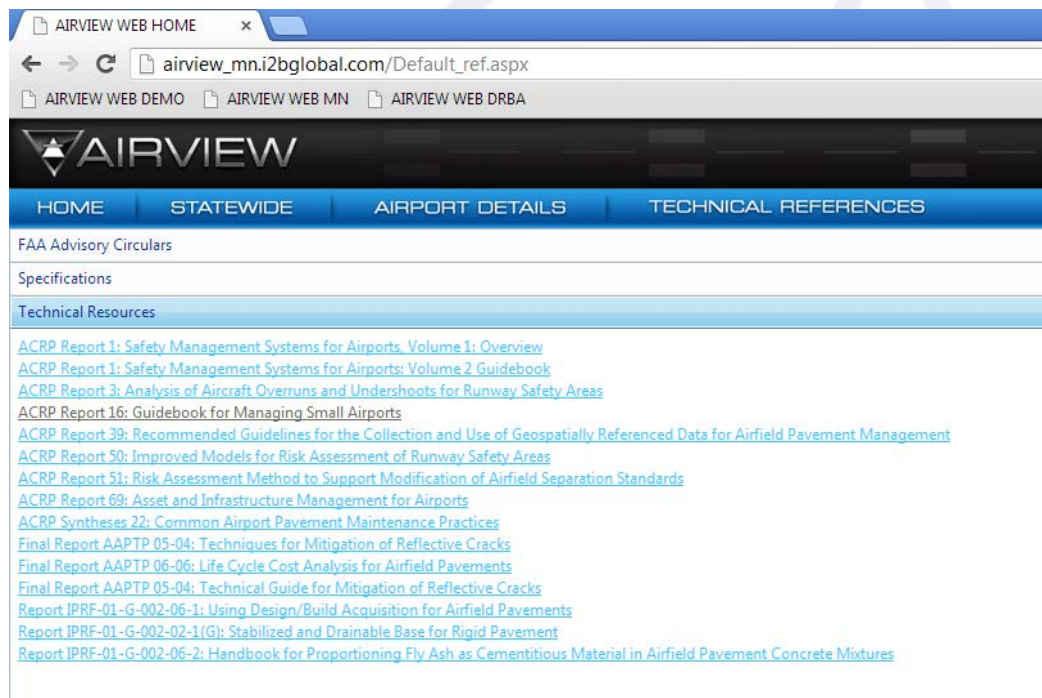 AIRVIEW WEB HOME ×
airview_mn.i2bglobal.com/Default_ref.aspx
AIRVIEW WEB DEMO AIRVIEW WEB MN AIRVIEW WEB DRBA
AIRVIEW
HOME STATEWIDE AIRPORT DETAILS TECHNICAL REFERENCES
FAA Advisory Circulars
Specifications
Technical Resources
ACRP Report 1: Safety Management Systems for Airports, Volume 1: Overview
ACRP Report 1: Safety Management Systems for Airports: Volume 2 Guidebook
ACRP Report 3: Analysis of Aircraft Overruns and Undershoots for Runway Safety Areas
ACRP Report 16: Guidebook for Managing Small Airports
ACRP Report 39: Recommended Guidelines for the Collection and Use of Geospatially Referenced Data for Airfield Pavement Management
ACRP Report 50: Improved Models for Risk Assessment of Runway Safety Areas
ACRP Report 51: Risk Assessment Method to Support Modification of Airfield Separation Standards
ACRP Report 69: Asset and Infrastructure Management for Airports
ACRP Syntheses 22: Common Airport Pavement Maintenance Practices
Final Report AAPTP 05-04: Techniques for Mitigation of Reflective Cracks
Final Report AAPTP 06-06: Life Cycle Cost Analysis for Airfield Pavements
Final Report AAPTP 05-04: Technical Guide for Mitigation of Reflective Cracks
Report IPRF-01-G-002-06-1: Using Design/Build Acquisition for Airfield Pavements
Report IPRF-01-G-002-02-1(G): Stabilized and Drainable Base for Rigid Pavement
Report IPRF-01-G-002-06-2: Handbook for Proportioning Fly Ash as Cementitious Material in Airfield Pavement Concrete Mixtures